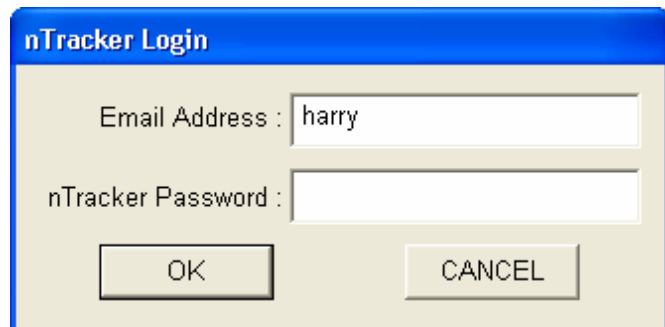 nTracker Login
Email Address : harry
nTracker Password :
OK CANCEL